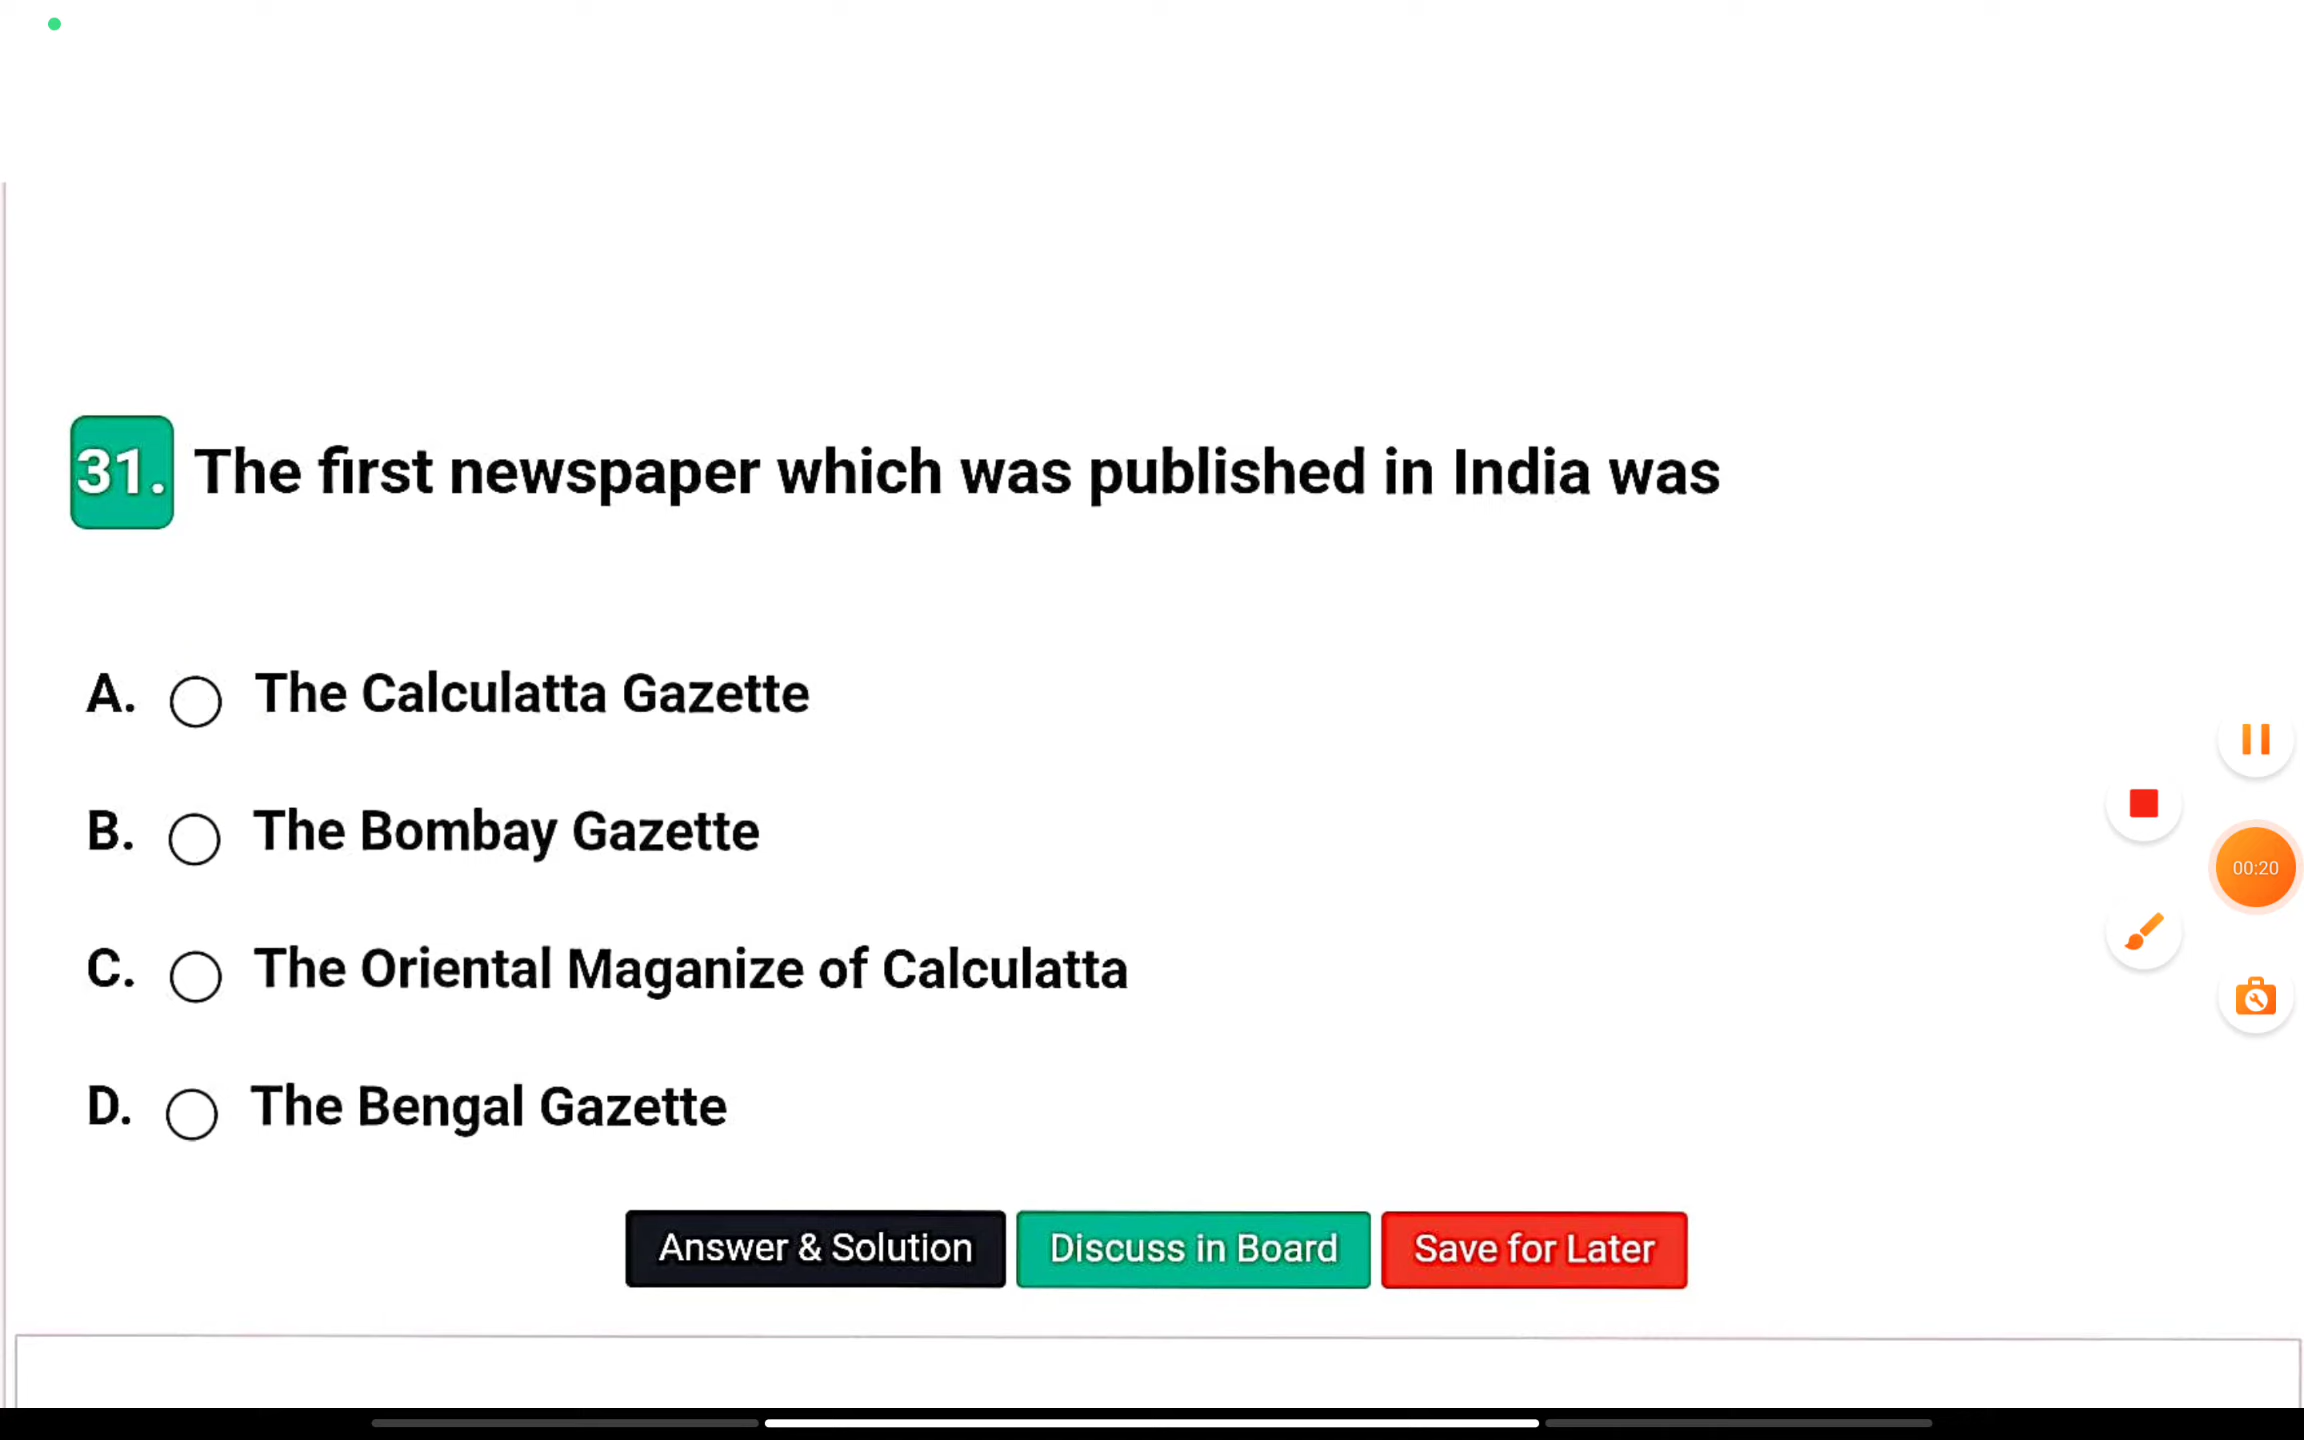 31. The first newspaper which was published in India was
A. The Calculatta Gazette
B. The Bombay Gazette
C. The Oriental Maganize of Calculatta
D. The Bengal Gazette
00:20
Answer & Solution Discuss in Board Save for Later